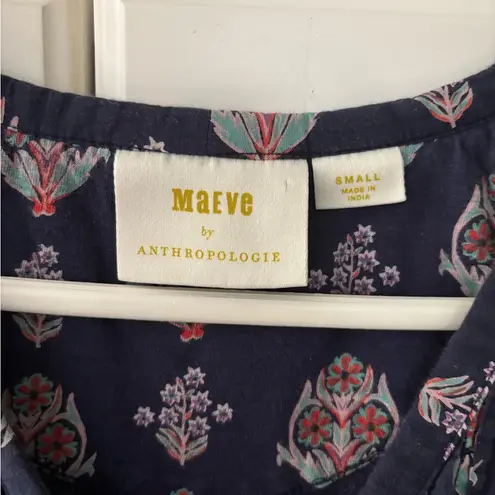 MAEVE
by
ANTHROPOLOGIE
SMALL
MADE IN
INDIA